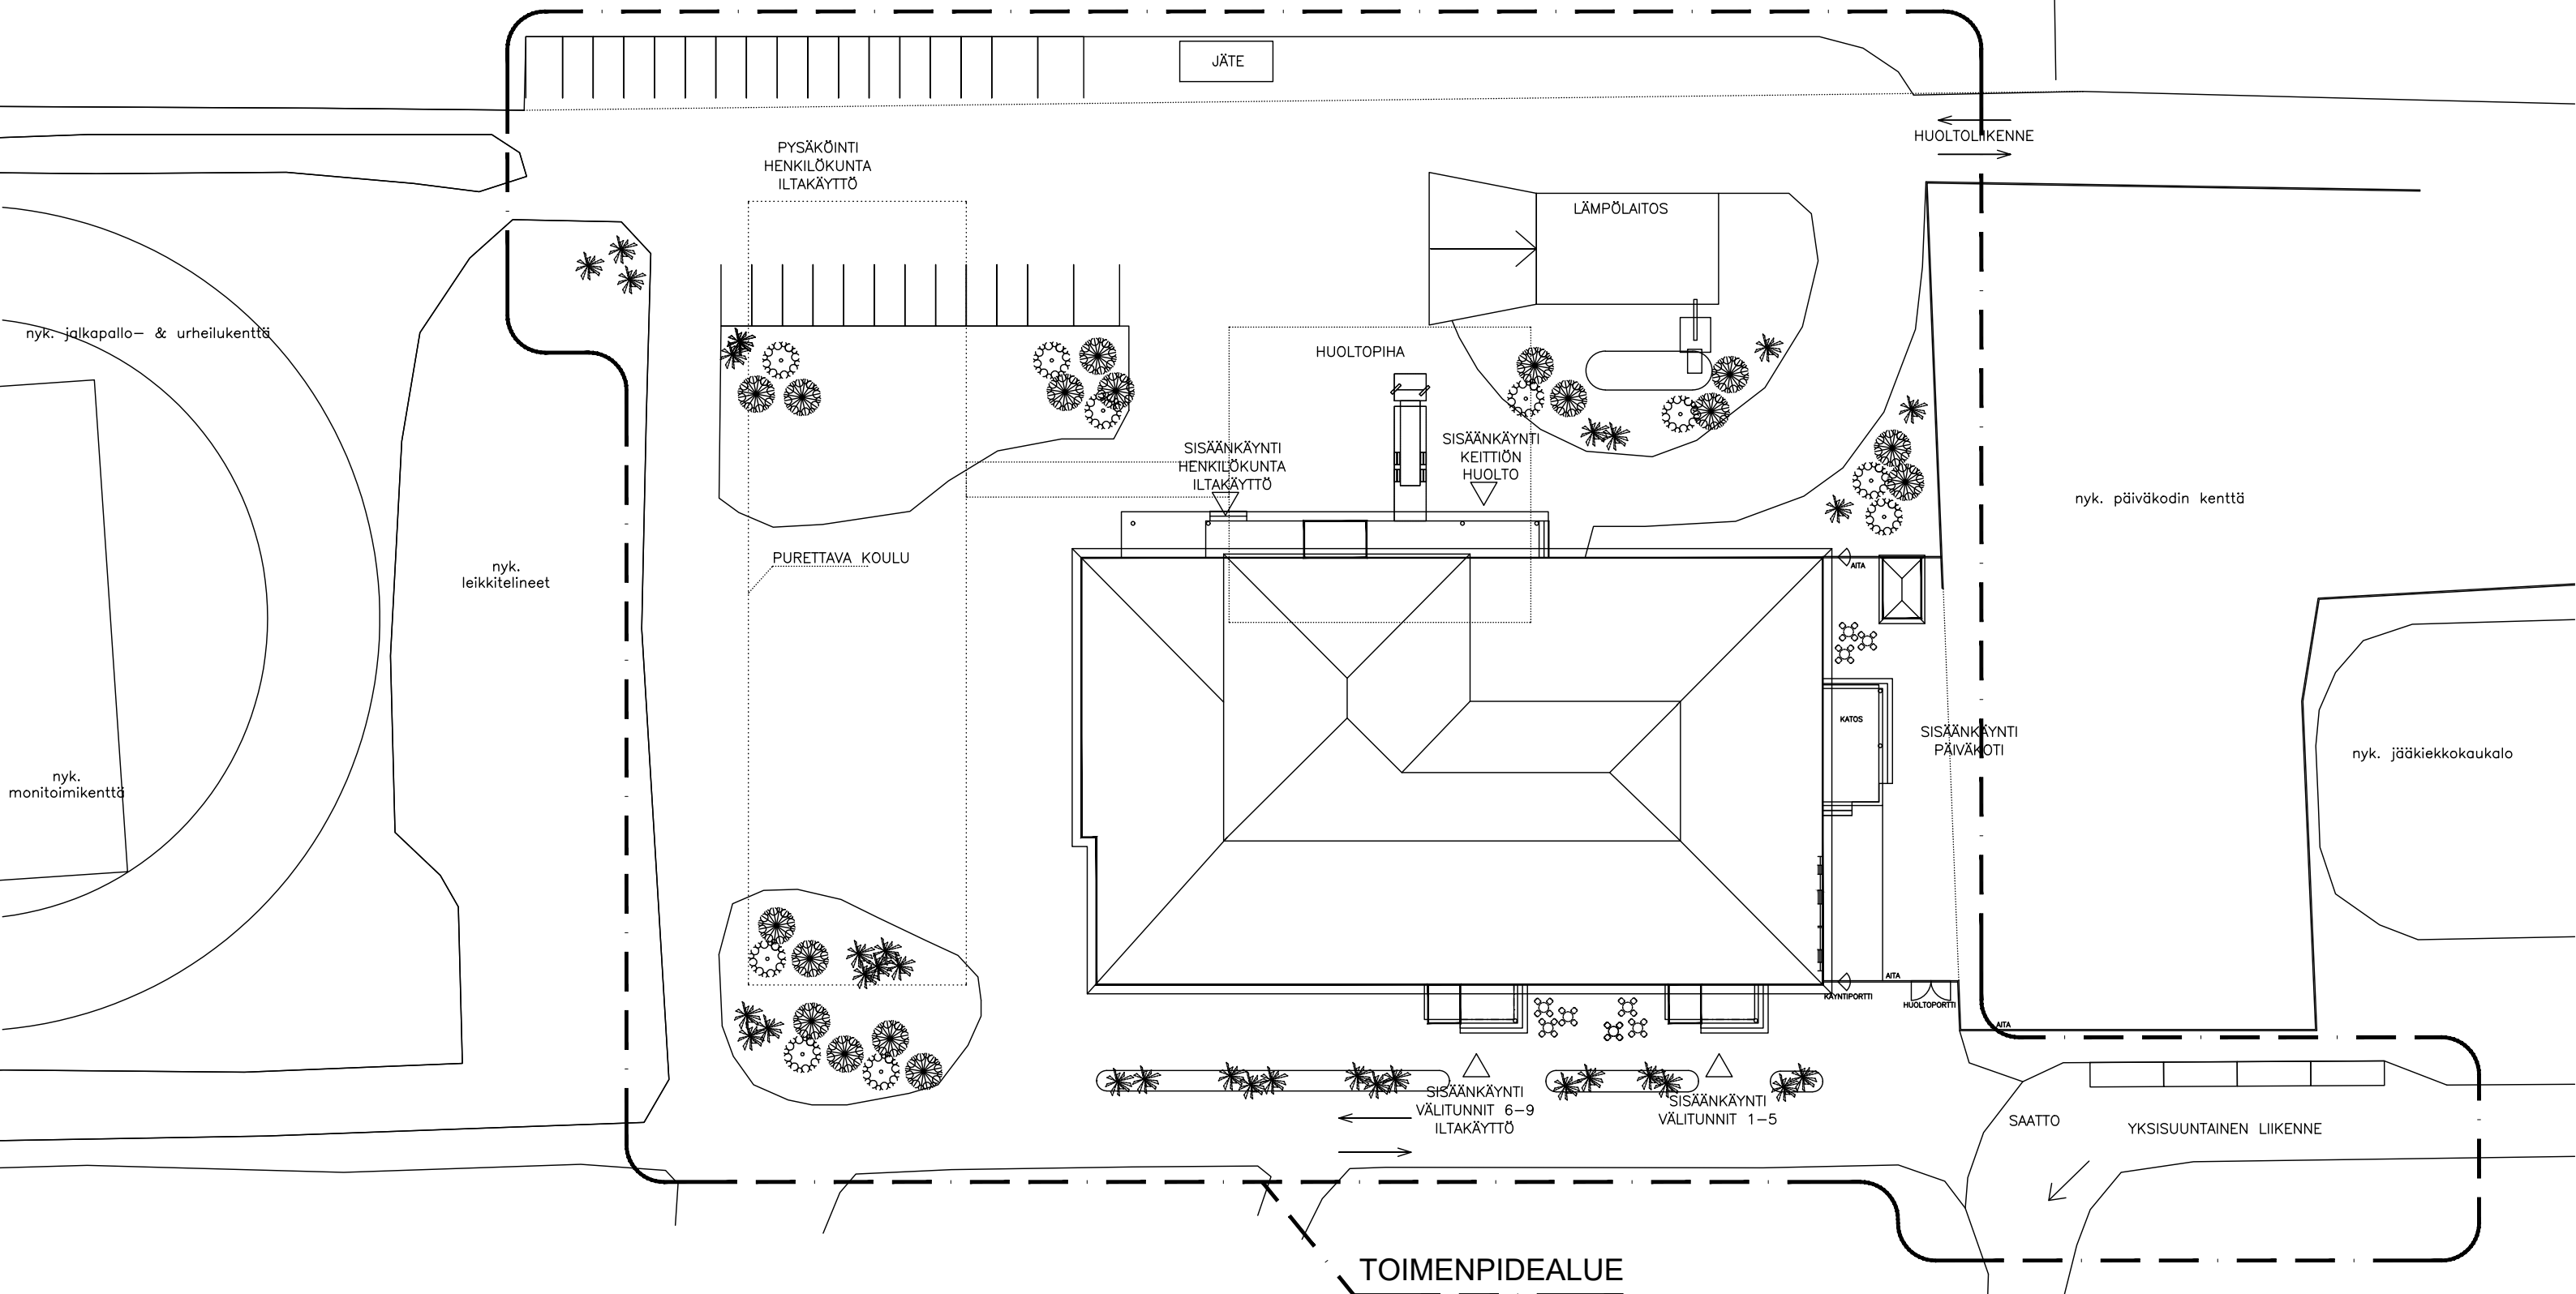 JÄTE
HUOLTOLIIKENNE
PYSÄKÖINTI
HENKILÖKUNTA
ILTAKÄYTTÖ
LÄMPÖLAITOS
nyk. jalkapallo- & urheilukenttä
HUOLTOPIHA
SISÄÄNKÄYNTI
HENKILÖKUNTA
ILTAKÄYTTÖ
SISÄÄNKÄYNTI
KEITTIÖN
HUOLTO
nyk. päiväkodin kenttä
PURETTAVA KOULU
nyk.
leikkitelineet
AITA
KATOS
SISÄÄNKÄYNTI
PÄIVÄKOTI
nyk. jääkiekkokaukalo
nyk.
monitoimikenttä
AITA
KÄYNTIPORTTI
HUOLTOPORTTI
AITA
SISÄÄNKÄYNTI
VÄLITUNNIT 6-9
ILTAKÄYTTÖ
SISÄÄNKÄYNTI
VÄLITUNNIT 1-5
SAATTO
YKSISUUNTAINEN LIIKENNE
TOIMENPIDEALUE